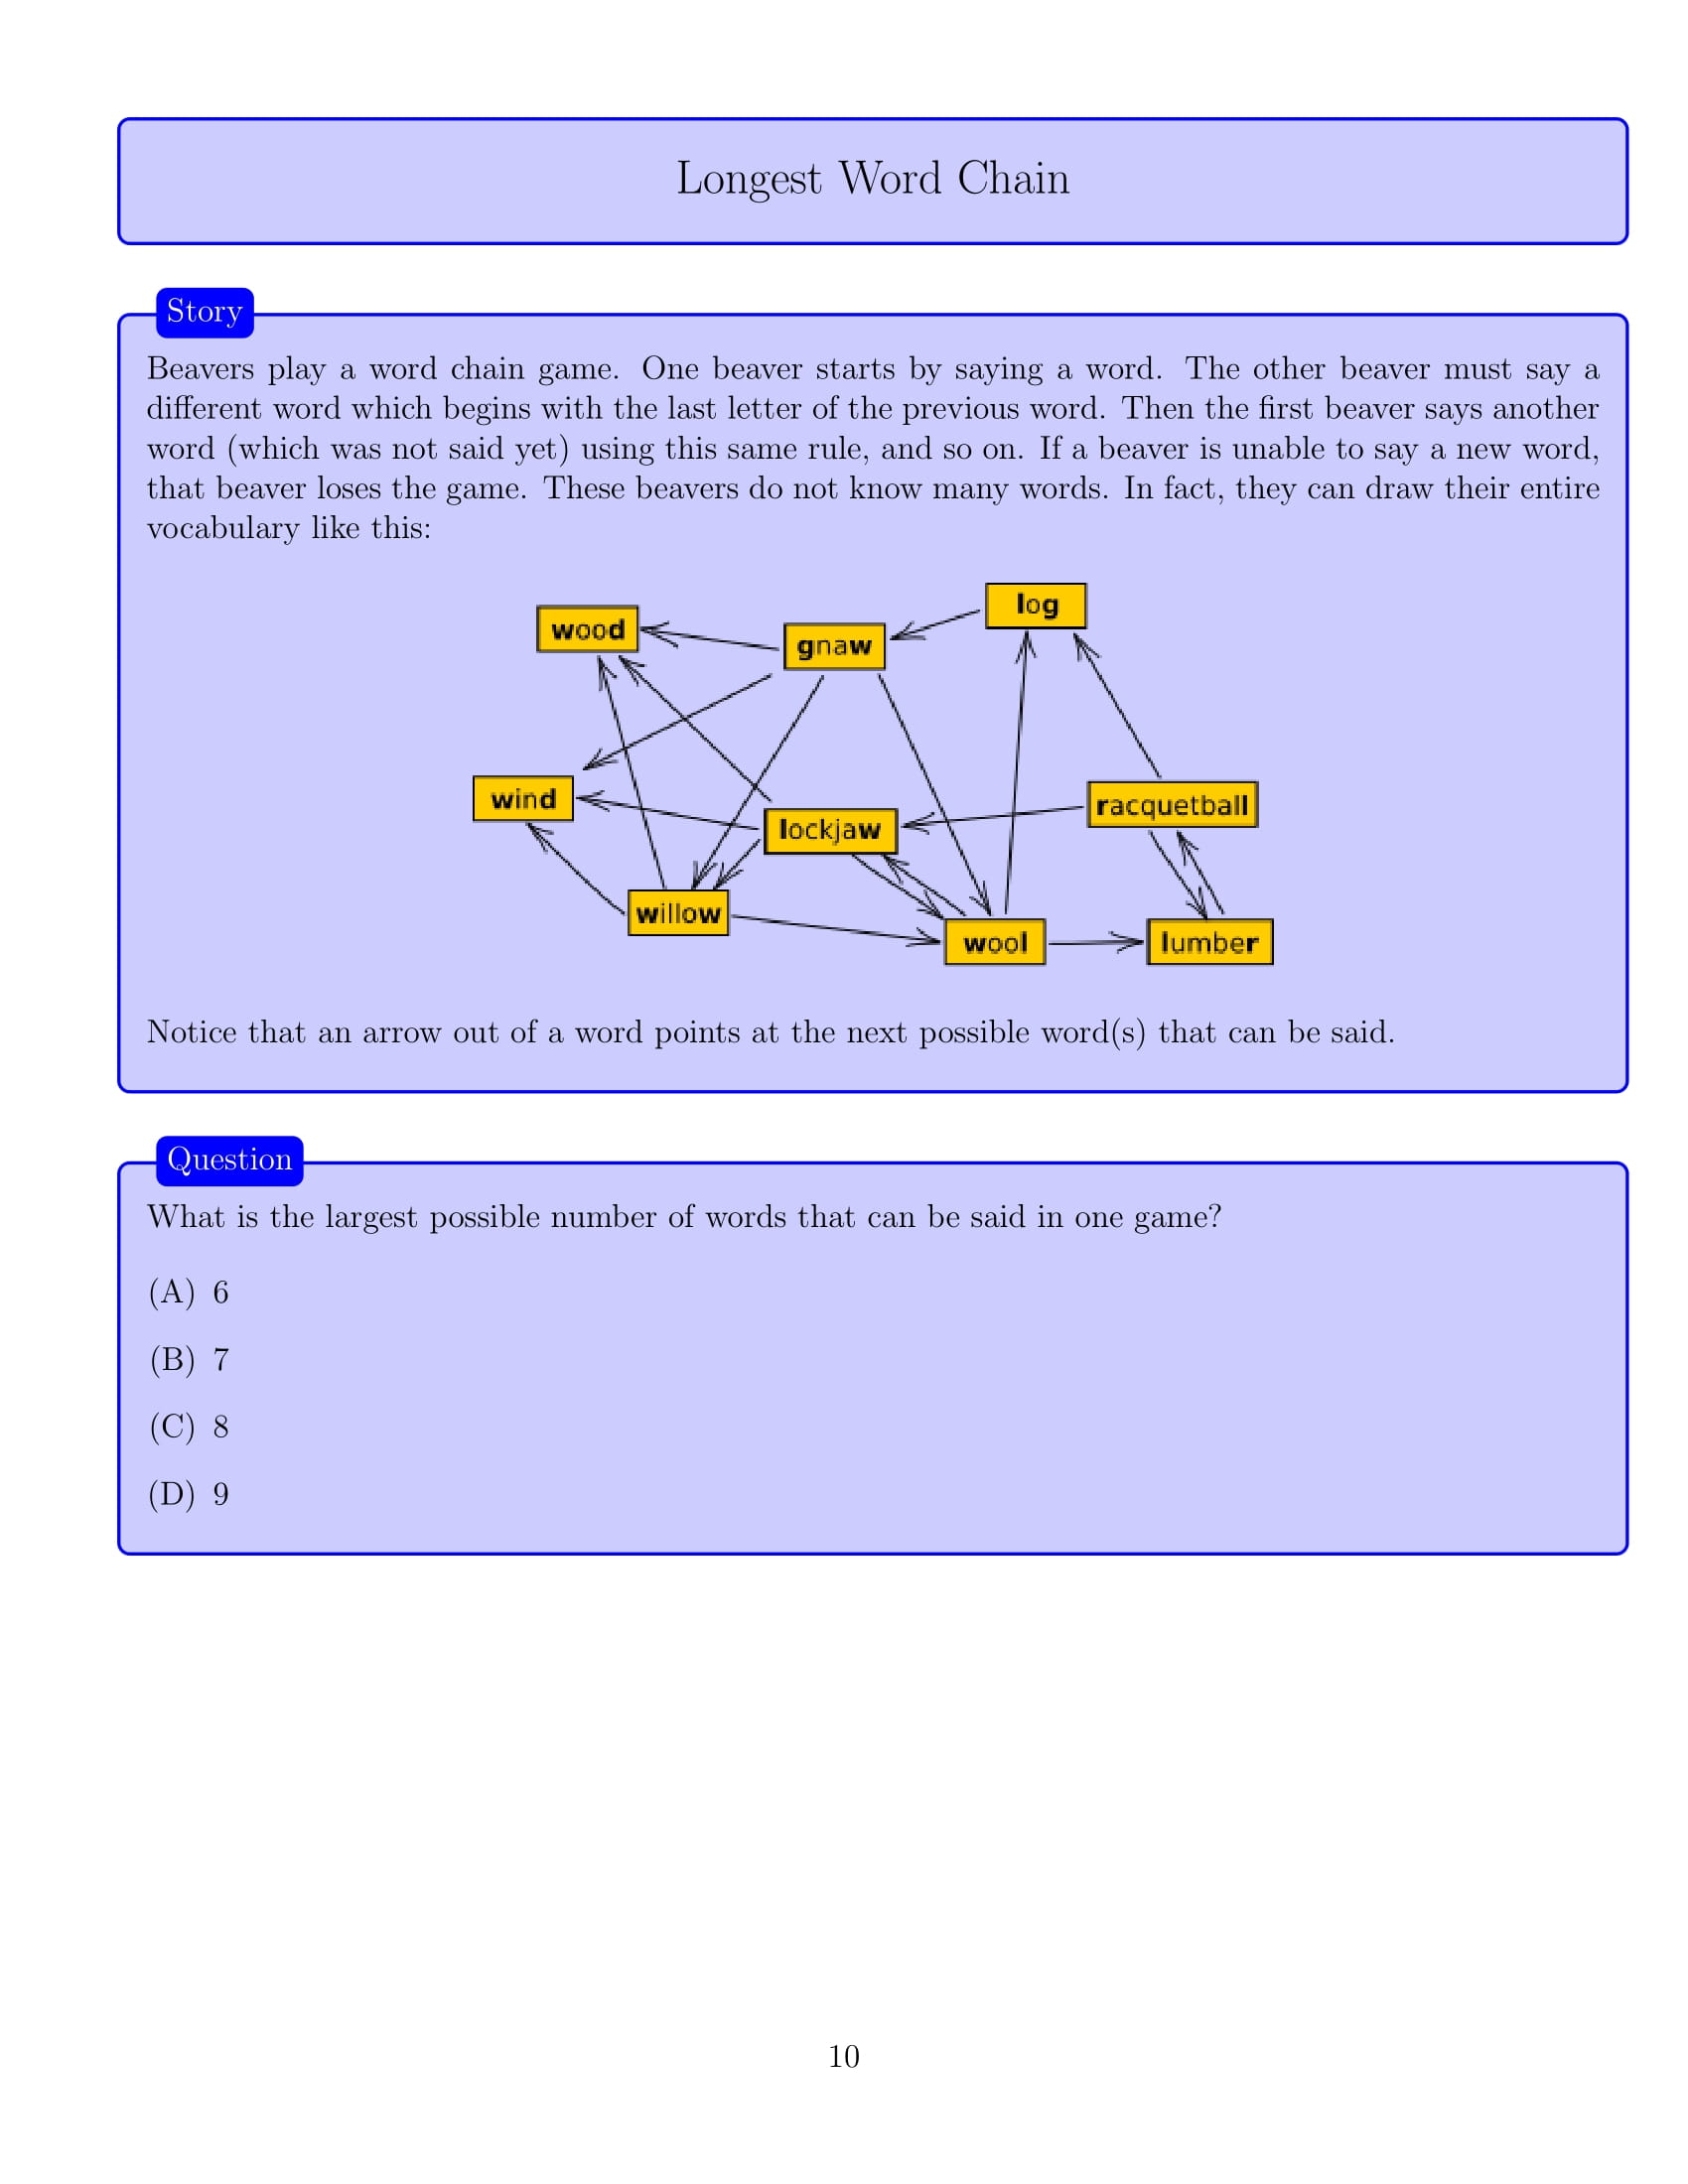 Longest Word Chain
Story
Beavers play a word chain game. One beaver starts by saying a word. The other beaver must say a
different word which begins with the last letter of the previous word. Then the first beaver says another
word (which was not said yet) using this same rule, and so on. If a beaver is unable to say a new word,
that beaver loses the game. These beavers do not know many words. In fact, they can draw their entire
vocabulary like this:
log
wood
gnaw
wind
racquetball
lockjaw
willow
wool
lumber
Notice that an arrow out of a word points at the next possible word(s) that can be said.
Question
What is the largest possible number of words that can be said in one game?
(A) 6
(B) 7
(C) 8
(D) 9
10